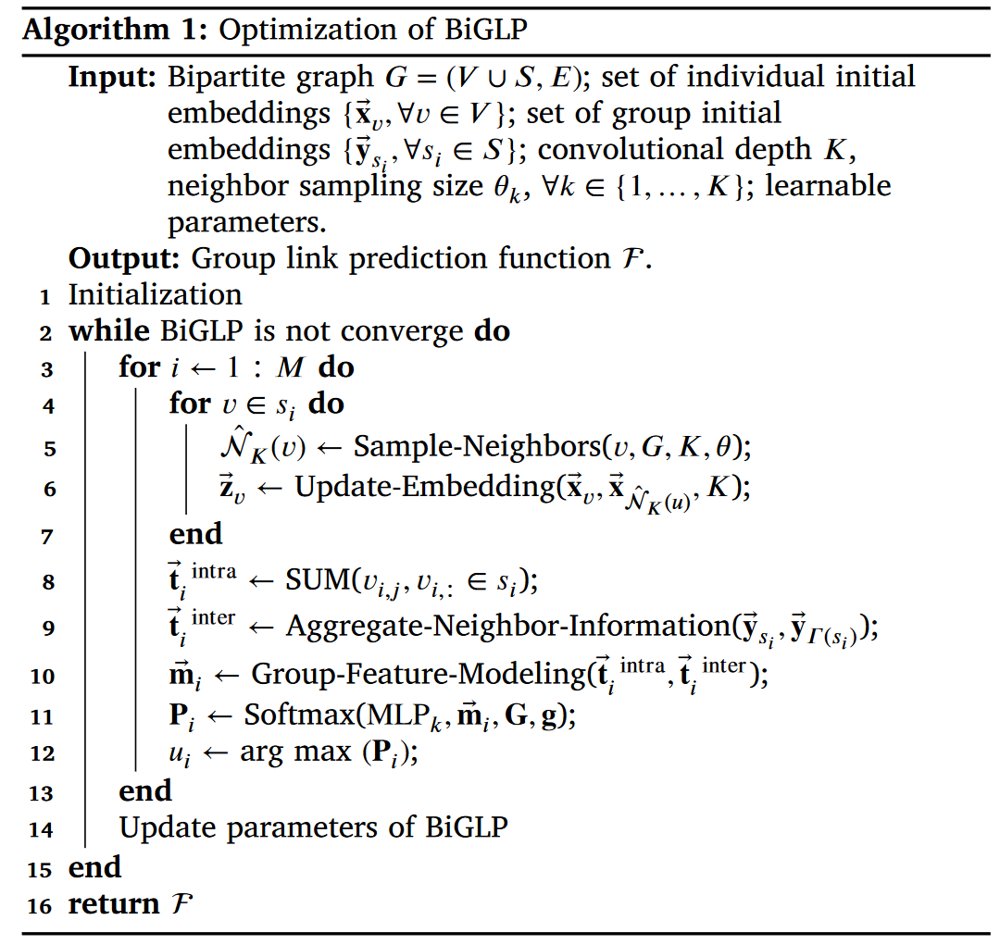 Algorithm 1: Optimization of BiGLP
Input: Bipartite graph G = (V ∪ S, E); set of individual initial
embeddings {x⃗_v, ∀v ∈ V}; set of group initial
embeddings {y⃗_{s_i}, ∀s_i ∈ S}; convolutional depth K,
neighbor sampling size θ_k, ∀k ∈ {1, …, K}; learnable
parameters.
Output: Group link prediction function ℱ.
1 Initialization
2 while BiGLP is not converge do
3 for i ← 1 : M do
4 for v ∈ s_i do
5 𝒩̂_K(v) ← Sample-Neighbors(v, G, K, θ);
6 z⃗_v ← Update-Embedding(x⃗_v, x⃗_{𝒩̂_K(u)}, K);
7 end
8 t⃗_i^intra ← SUM(v_{i,j}, v_{i,:} ∈ s_i);
9 t⃗_i^inter ← Aggregate-Neighbor-Information(y⃗_{s_i}, y⃗_{Γ(s_i)});
10 m⃗_i ← Group-Feature-Modeling(t⃗_i^intra, t⃗_i^inter);
11 P_i ← Softmax(MLP_k, m⃗_i, G, g);
12 u_i ← arg max (P_i);
13 end
14 Update parameters of BiGLP
15 end
16 return ℱ